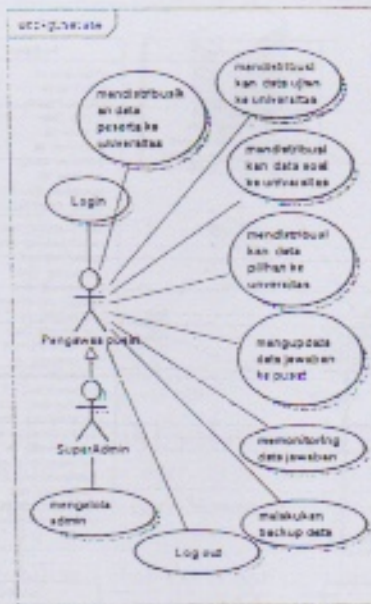 mendistribusik
an data
peserta ke
universitas
mendistribusi
kan data ujian
ke universitas
mendistribusi
kan data soal
ke universitas
Login
mendistribusi
kan data
pilihan ke
universitas
Pengawas pusat
mengupdate
data jawaban
ke pusat
SuperAdmin
memonitoring
data jawaban
mengelola
admin
melakukan
backup data
Log out